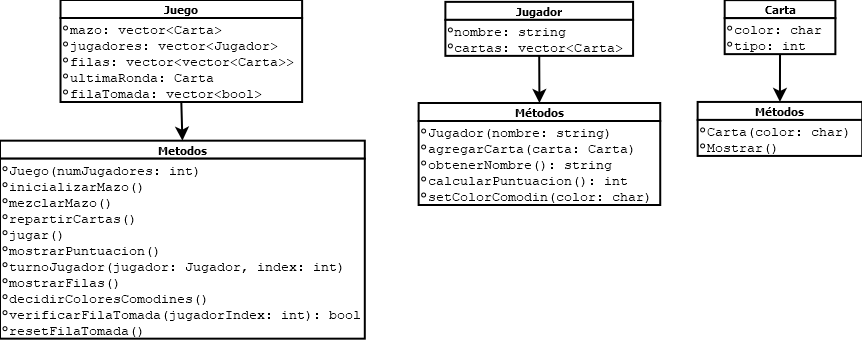 Juego
mazo: vector<Carta>
jugadores: vector<Jugador>
filas: vector<vector<Carta>>
ultimaRonda: Carta
filaTomada: vector<bool>
Metodos
Juego(numJugadores: int)
inicializarMazo()
mezclarMazo()
repartirCartas()
jugar()
mostrarPuntuacion()
turnoJugador(jugador: Jugador, index: int)
mostrarFilas()
decidirColoresComodines()
verificarFilaTomada(jugadorIndex: int): bool
resetFilaTomada()
Jugador
nombre: string
cartas: vector<Carta>
Métodos
Jugador(nombre: string)
agregarCarta(carta: Carta)
obtenerNombre(): string
calcularPuntuacion(): int
setColorComodin(color: char)
Carta
color: char
tipo: int
Métodos
Carta(color: char)
Mostrar()